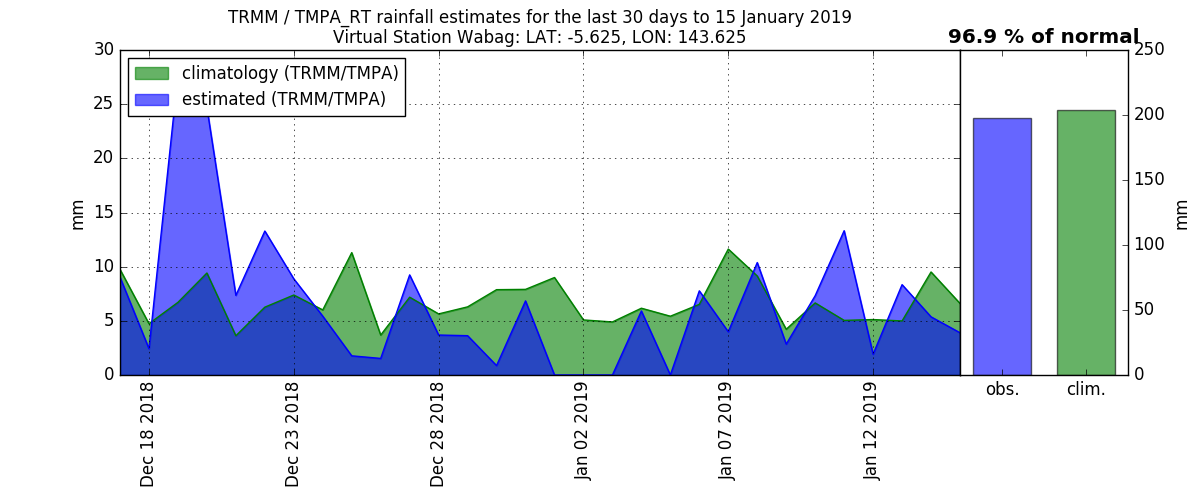 TRMM / TMPA_RT rainfall estimates for the last 30 days to 15 January 2019
Virtual Station Wabag: LAT: -5.625, LON: 143.625
96.9 % of normal
climatology (TRMM/TMPA)
estimated (TRMM/TMPA)
30
25
20
15
10
5
0
mm
Dec 18 2018
Dec 23 2018
Dec 28 2018
Jan 02 2019
Jan 07 2019
Jan 12 2019
obs.
clim.
250
200
150
100
50
0
mm